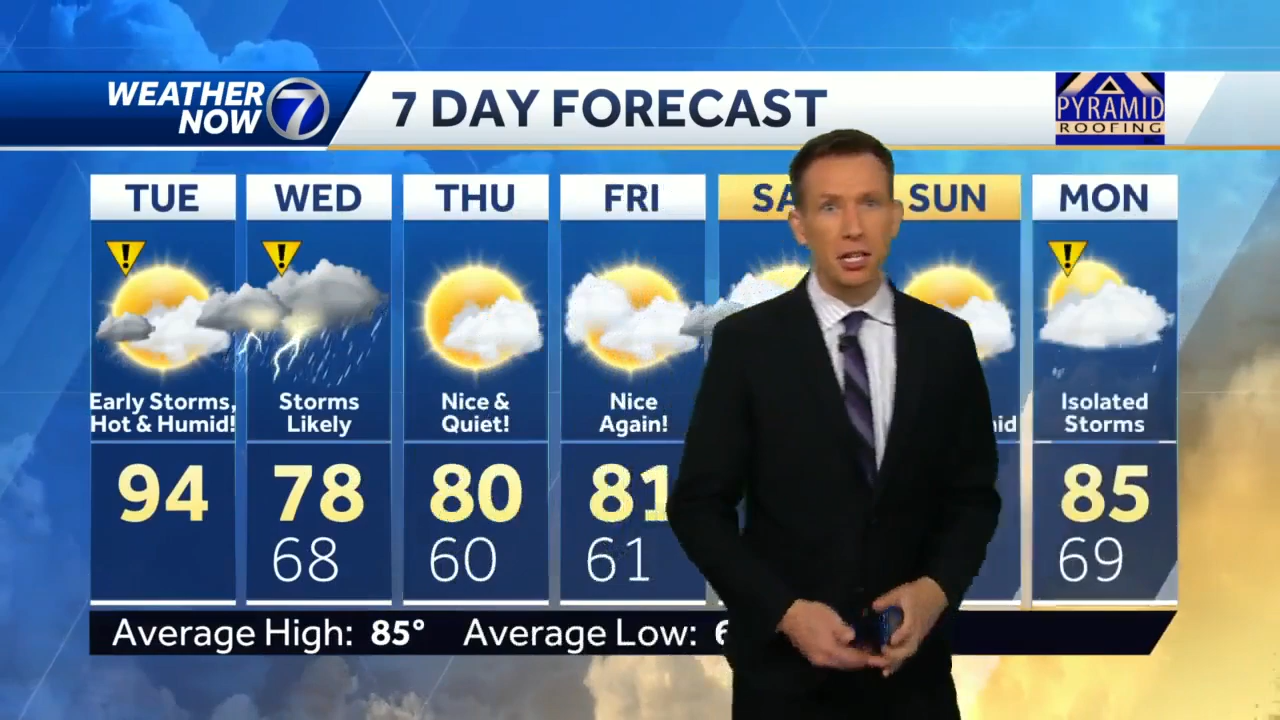 WEATHER
NOW 7
7 DAY FORECAST
PYRAMID
ROOFING
TUE
WED
THU
FRI
SUN
MON
Early Storms,
Hot & Humid!
Storms
Likely
Nice &
Quiet!
Nice
Again!
Isolated
Storms
94
78
80
81
85
68
60
61
69
Average High: 85° Average Low: